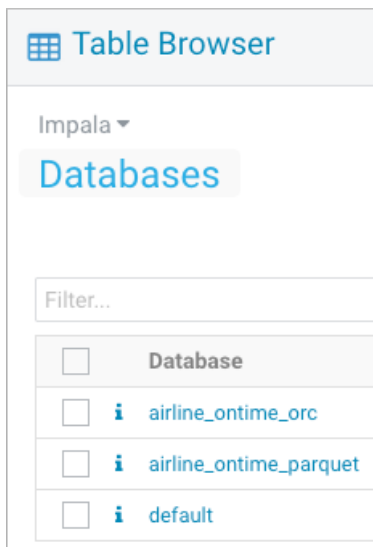 Table Browser
Impala
Databases
Filter...
Database
airline_ontime_orc
airline_ontime_parquet
default